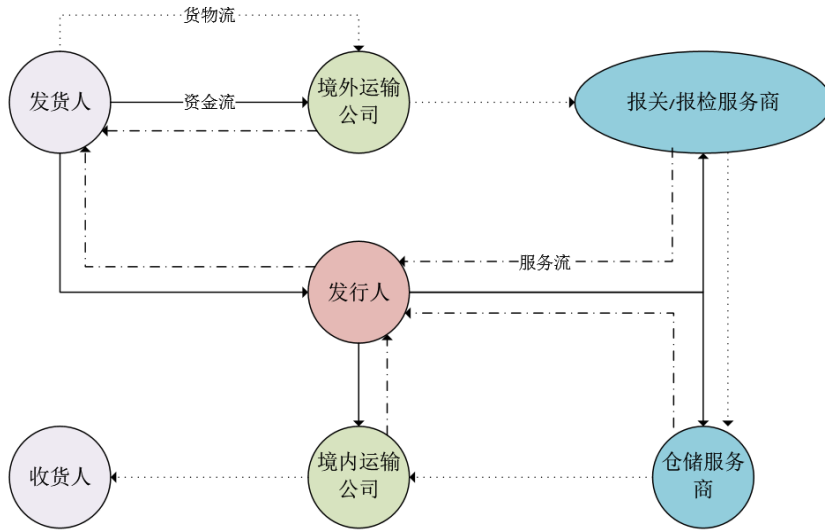 货物流
发货人
资金流
境外运输
公司
报关/报检服务商
服务流
发行人
收货人
境内运输
公司
仓储服务
商